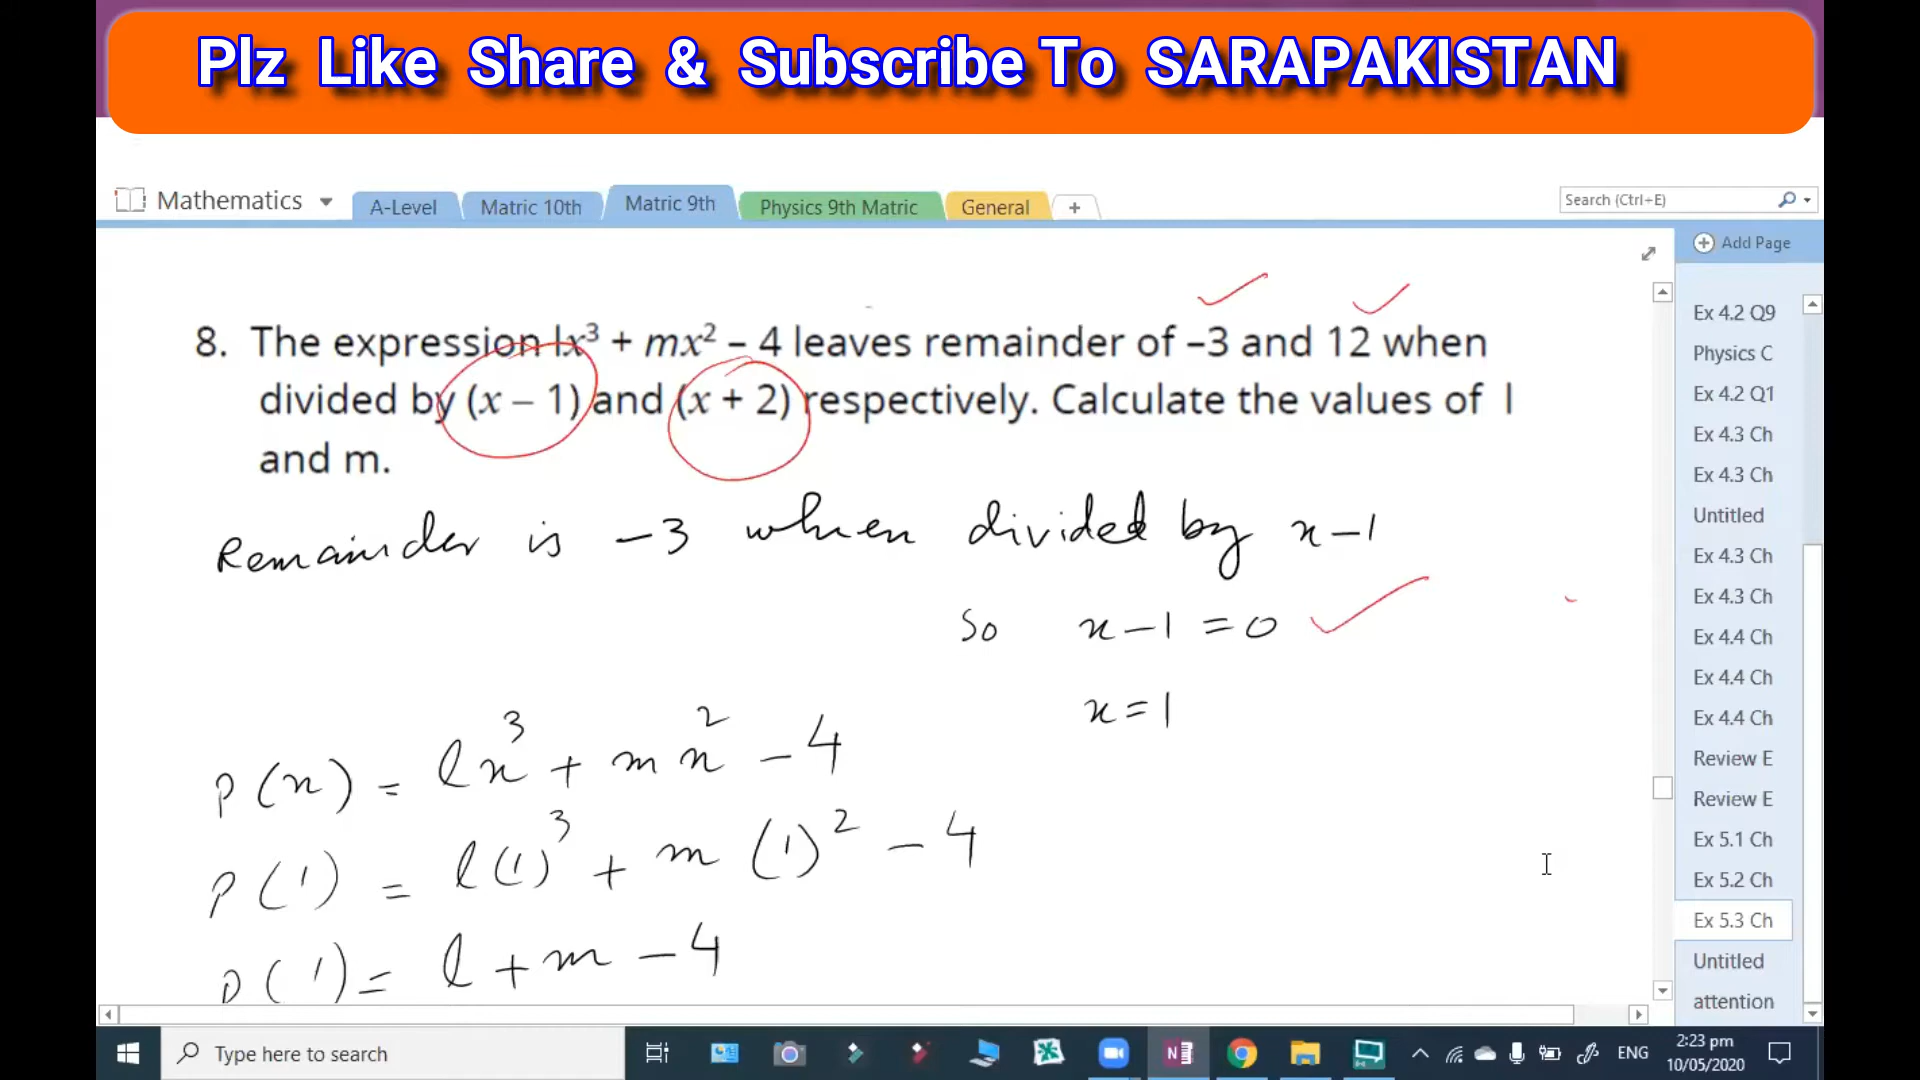 Plz Like Share & Subscribe To SARAPAKISTAN
Mathematics
A-Level
Matric 10th
Matric 9th
Physics 9th Matric
General
+
Search (Ctrl+E)
Add Page
8. The expression lx³ + mx² – 4 leaves remainder of –3 and 12 when
divided by (x – 1) and (x + 2) respectively. Calculate the values of l
and m.
Remainder is -3 when divided by x-1
So x-1 = 0
x = 1
P(x) = lx³ + mx² - 4
P(1) = l(1)³ + m(1)² - 4
P(1) = l + m - 4
Ex 4.2 Q9
Physics C
Ex 4.2 Q1
Ex 4.3 Ch
Ex 4.3 Ch
Untitled
Ex 4.3 Ch
Ex 4.3 Ch
Ex 4.4 Ch
Ex 4.4 Ch
Ex 4.4 Ch
Review E
Review E
Ex 5.1 Ch
Ex 5.2 Ch
Ex 5.3 Ch
Untitled
attention
Type here to search
N
ENG
2:23 pm
10/05/2020